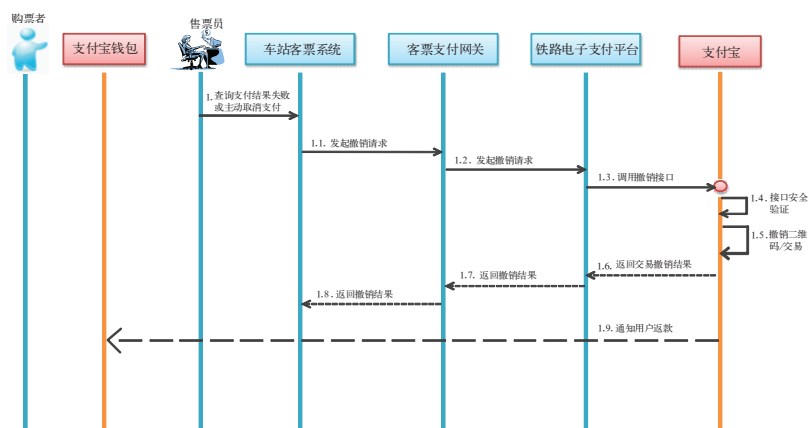 购票者
支付宝钱包
售票员
车站客票系统
客票支付网关
铁路电子支付平台
支付宝
1. 查询支付结果失败
或主动取消支付
1.1. 发起撤销请求
1.2. 发起撤销请求
1.3. 调用撤销接口
1.4. 接口安全
验证
1.5. 撤销二维
码/交易
1.6. 返回交易撤销结果
1.7. 返回撤销结果
1.8. 返回撤销结果
1.9. 通知用户返款